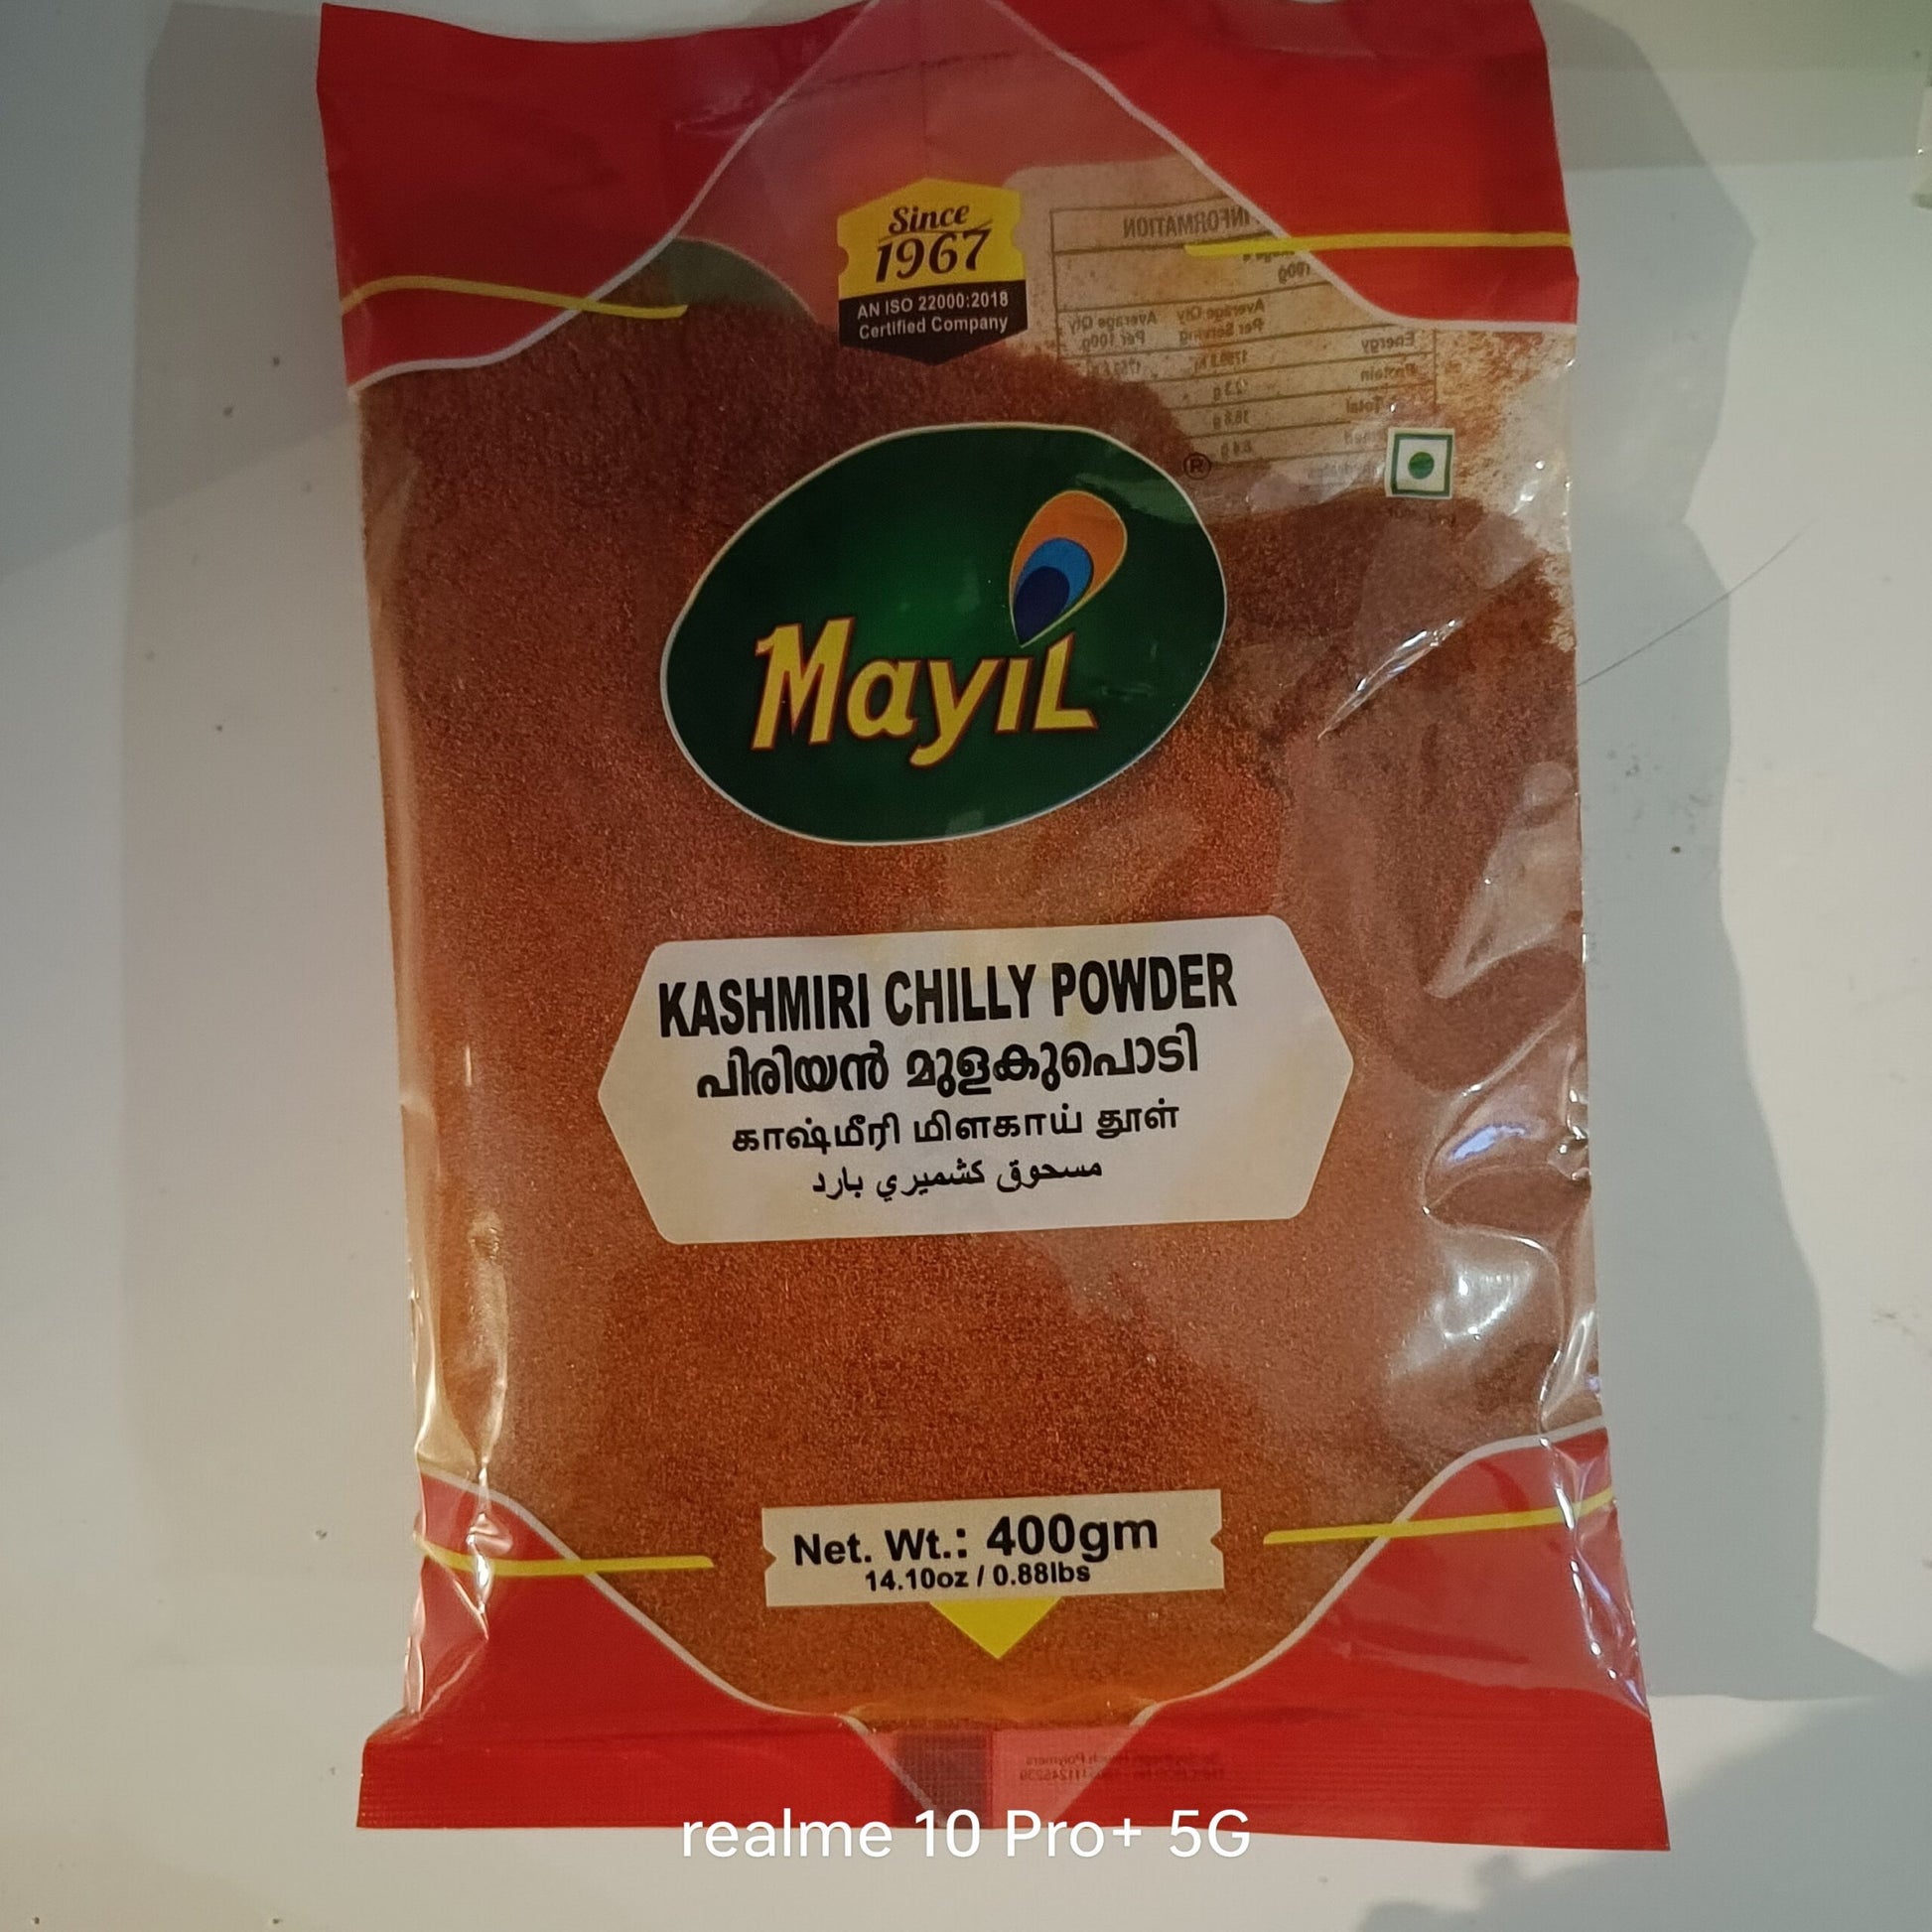 Since
1967
AN ISO 22000:2018
Certified Company
INFORMATION
Average Qty Average Qty
Per Serving Per 100g
Energy
Protein
Total
®
Mayil
KASHMIRI CHILLY POWDER
പിരിയൻ മുളകുപൊടി
காஷ்மீரி மிளகாய் தூள்
مسحوق كشميري بارد
Net. Wt.: 400gm
14.10oz / 0.88lbs
realme 10 Pro+ 5G